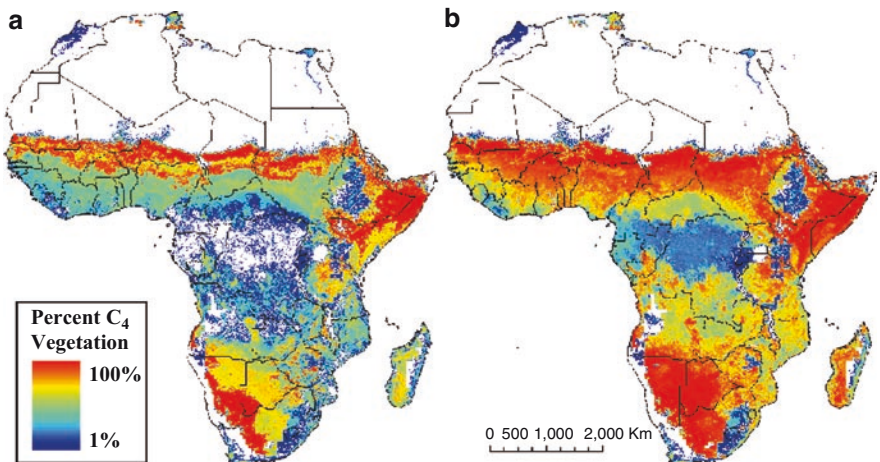 a
b
Percent C₄
Vegetation
100%
1%
0 500 1,000 2,000 Km